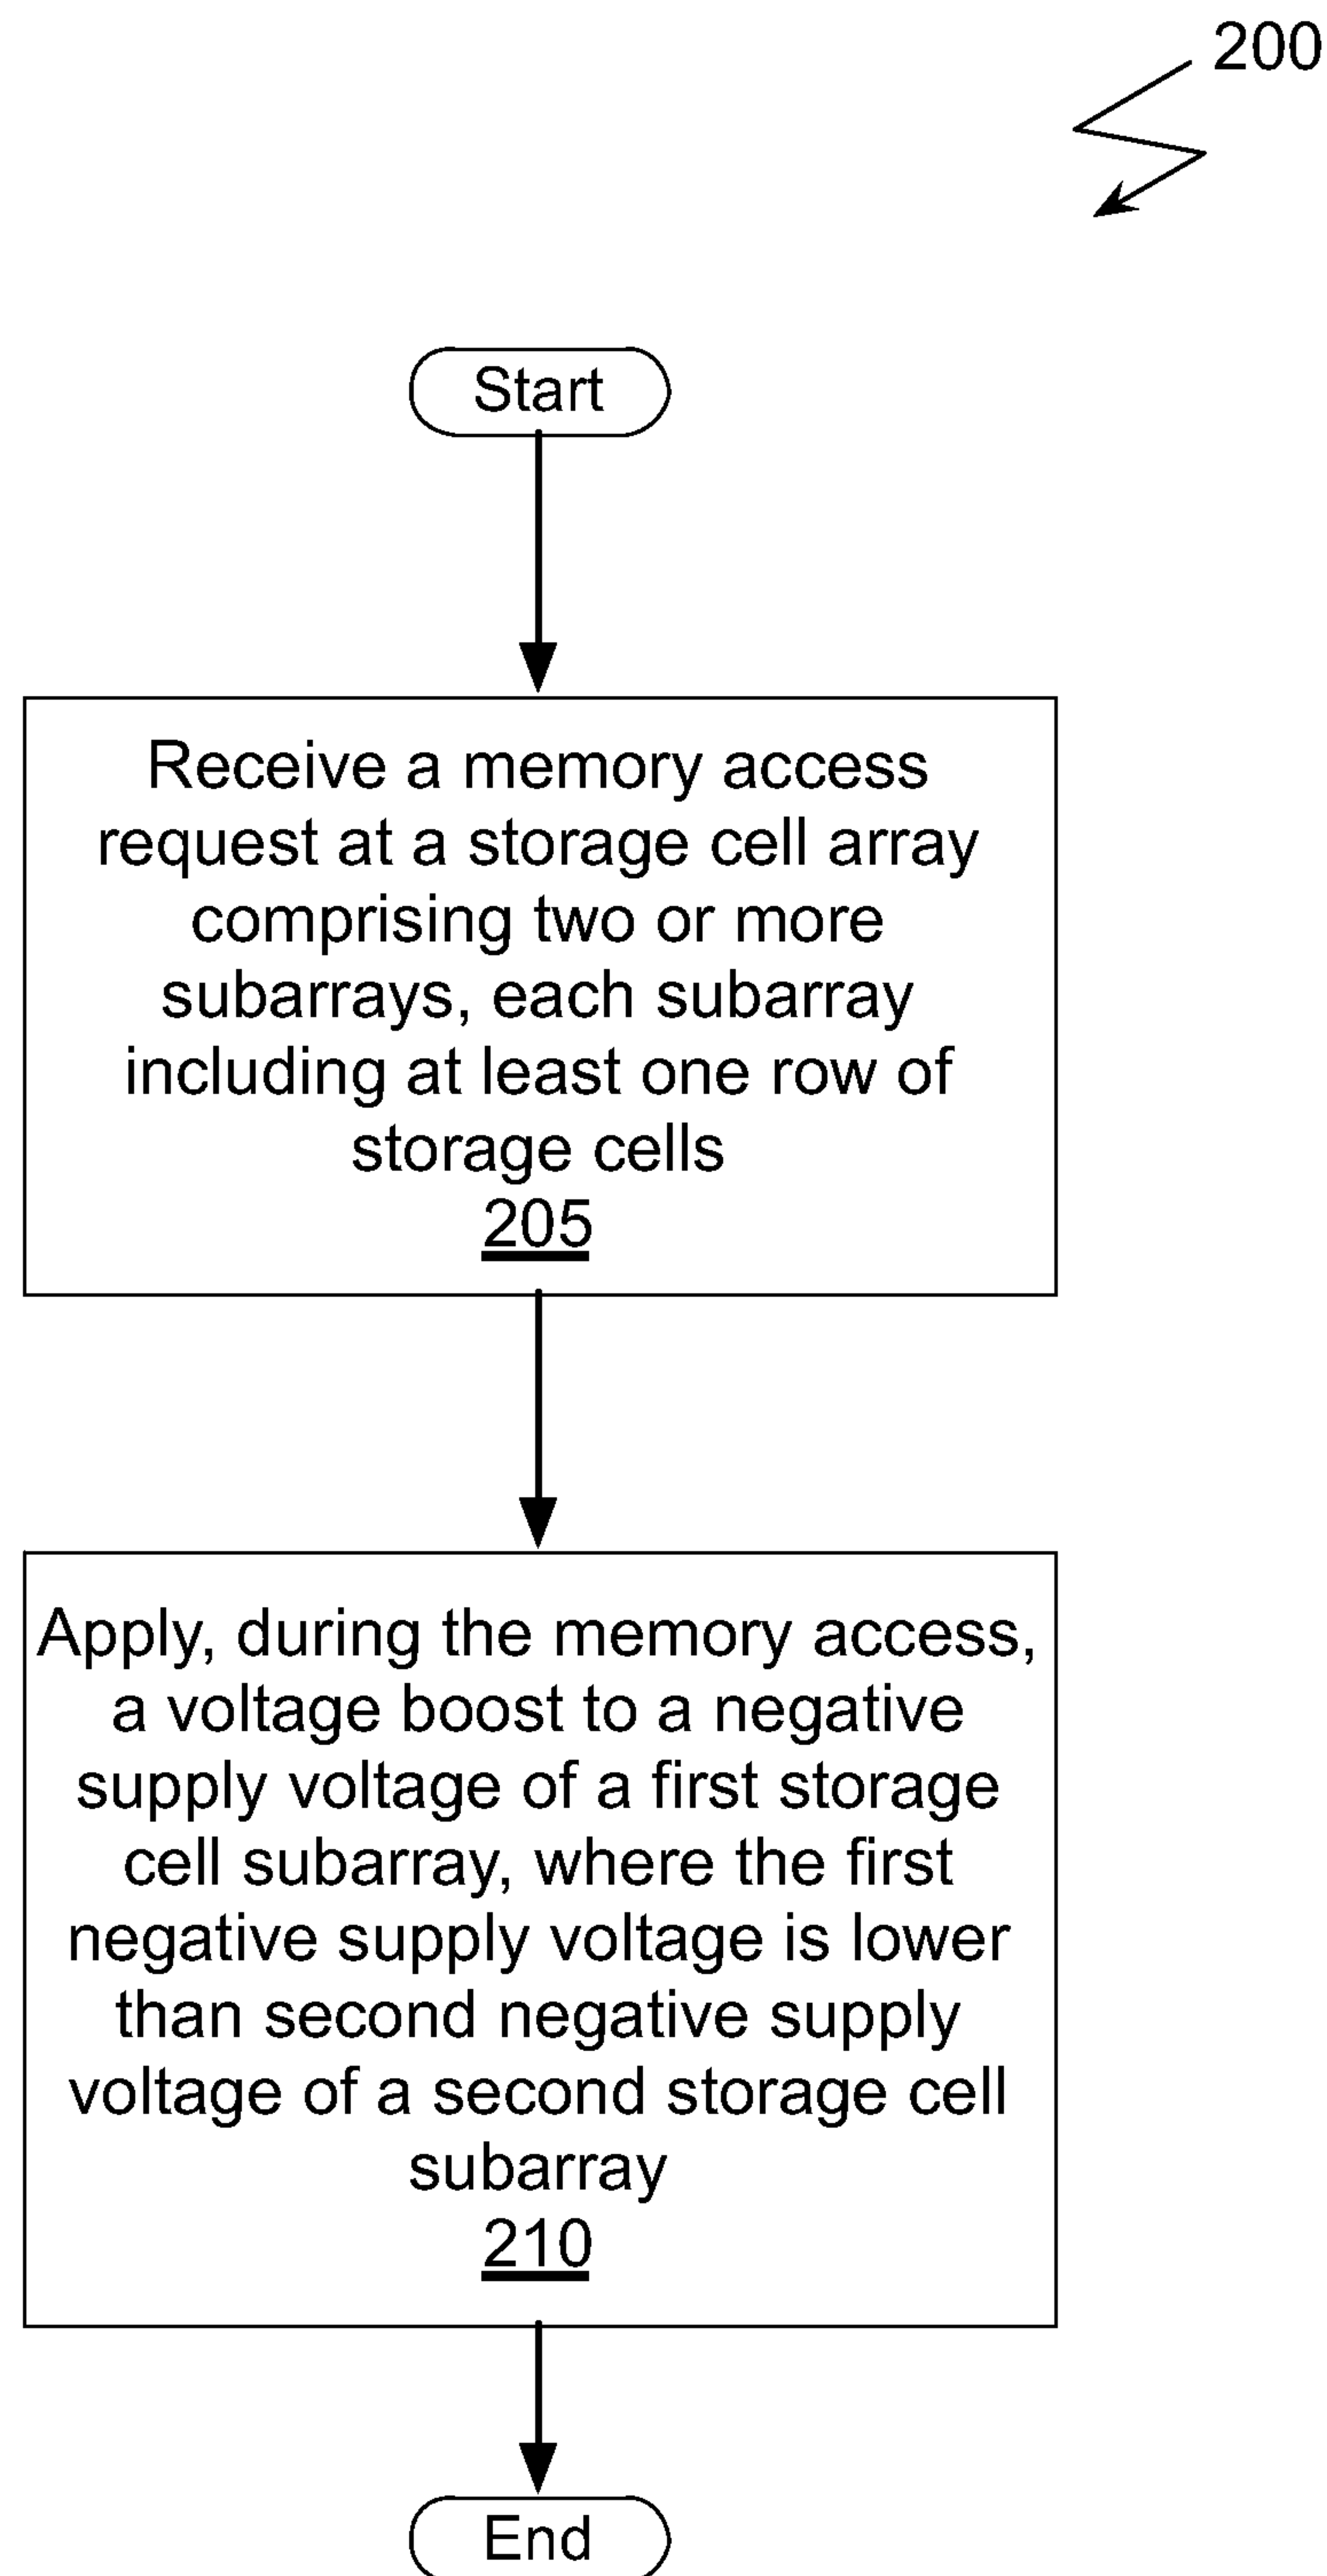 200
Start
Receive a memory access
request at a storage cell array
comprising two or more
subarrays, each subarray
including at least one row of
storage cells
205
Apply, during the memory access,
a voltage boost to a negative
supply voltage of a first storage
cell subarray, where the first
negative supply voltage is lower
than second negative supply
voltage of a second storage cell
subarray
210
End